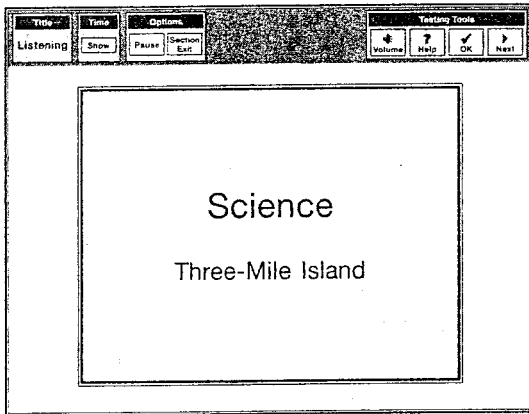 Title
Time
Options
Testing Tools
Listening
Show
Pause
Section
Exit
Volume
Help
OK
Next
Science
Three-Mile Island